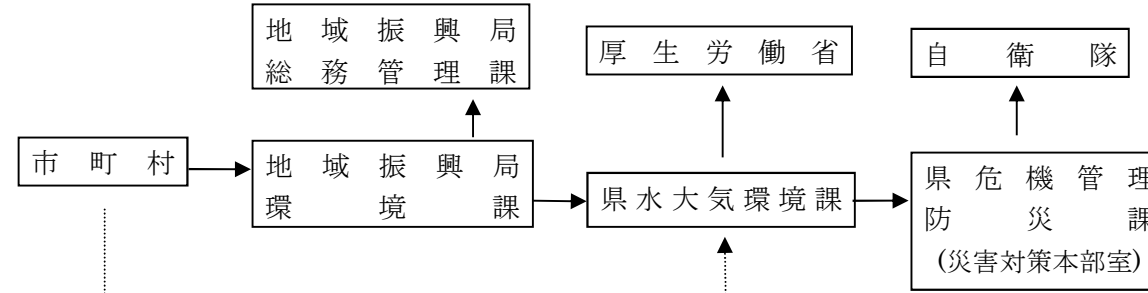 地域振興局
総務管理課
厚生労働省
自衛隊
市町村
地域振興局
環境課
県水大気環境課
県危機管理
防災課
(災害対策本部室)